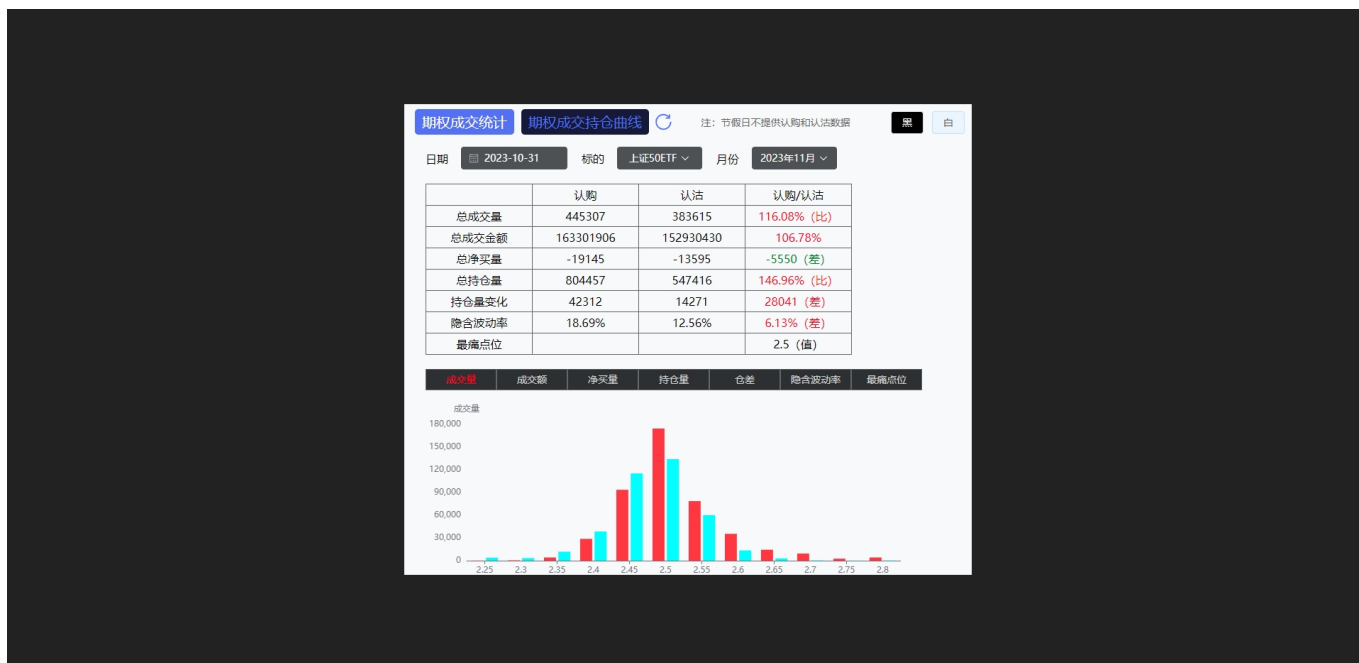 期权成交统计 期权成交持仓曲线 注：节假日不提供认购和认沽数据 黑 白
日期 2023-10-31 标的 上证50ETF 月份 2023年11月
认购 认沽 认购/认沽
总成交量 445307 383615 116.08%（比）
总成交金额 163301906 152930430 106.78%
总净买量 -19145 -13595 -5550（差）
总持仓量 804457 547416 146.96%（比）
持仓量变化 42312 14271 28041（差）
隐含波动率 18.69% 12.56% 6.13%（差）
最痛点位 2.5（值）
成交量 成交额 净买量 持仓量 仓差 隐含波动率 最痛点位
成交量
180,000
150,000
120,000
90,000
60,000
30,000
0
2.25 2.3 2.35 2.4 2.45 2.5 2.55 2.6 2.65 2.7 2.75 2.8